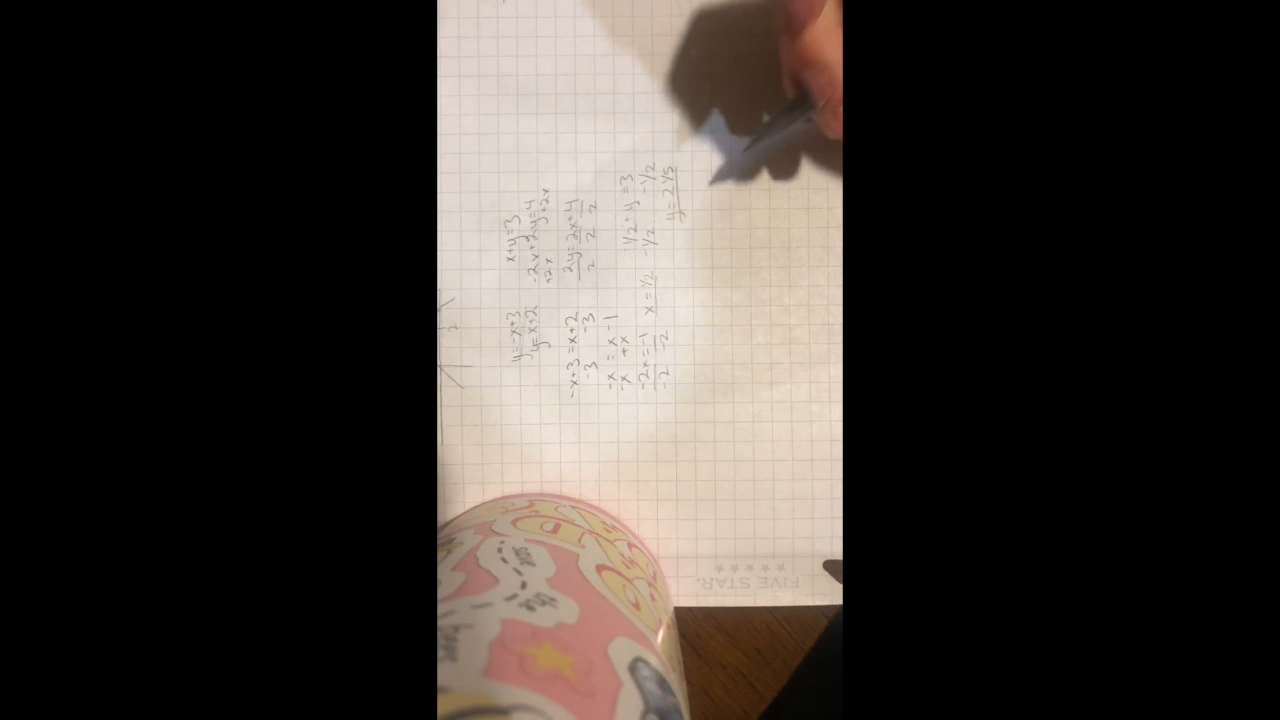 2
y=-x+3 x+y=3
y=x+2 -2x+2y=4
+2x +2x
-x+3=x+2 2y=2x+4
-3 -3 2 2 2
-x = x -1
-x +x 1/2+y=3
-2x=-1 x=1/2 -1/2 -1/2
-2 -2 y=2 1/5
FIVE STAR.